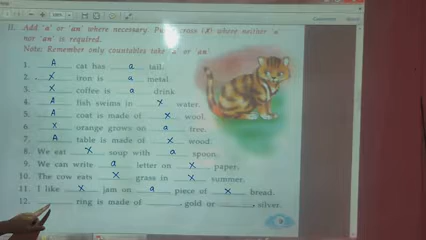 II. Add 'a' or 'an' where necessary. Put a cross (X) where neither 'a'
nor 'an' is required.
Note: Remember only countables take 'a' or 'an'
1. A cat has a tail.
2. X iron is a metal
3. X coffee is a drink
4. A fish swims in X water.
5. A coat is made of X wool.
6. X orange grows on a tree.
7. A table is made of X wood.
8. We eat X soup with a spoon.
9. We can write a letter on X paper.
10. The cow eats X grass in X summer.
11. I like X jam on a piece of X bread.
12. ______ ring is made of ______ gold or ______ silver.